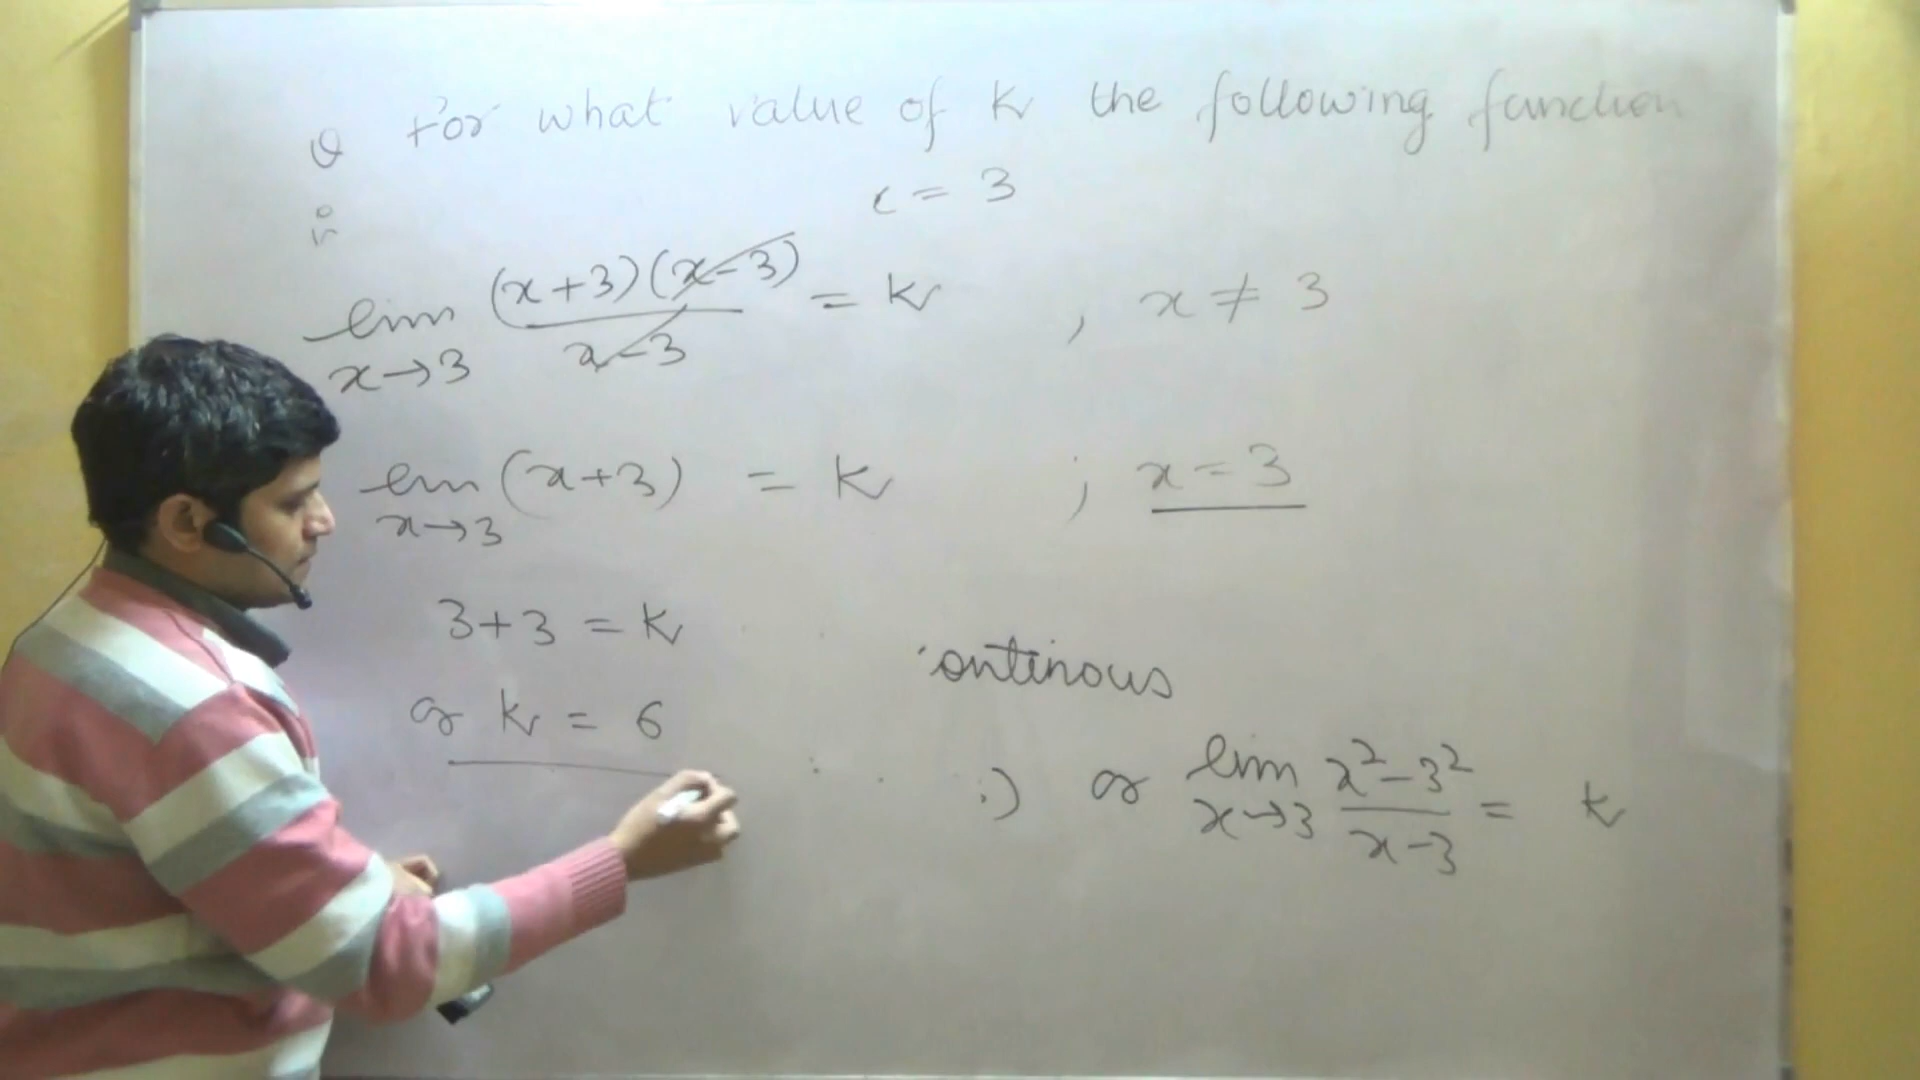 Q For what value of k the following function
i
x = 3
lim x→3 (x+3)(x-3)/x-3 = k , x ≠ 3
lim x→3 (x+3) = k ; x = 3
3+3 = k
or k = 6
ontinous
or lim x→3 x²-3²/x-3 = k